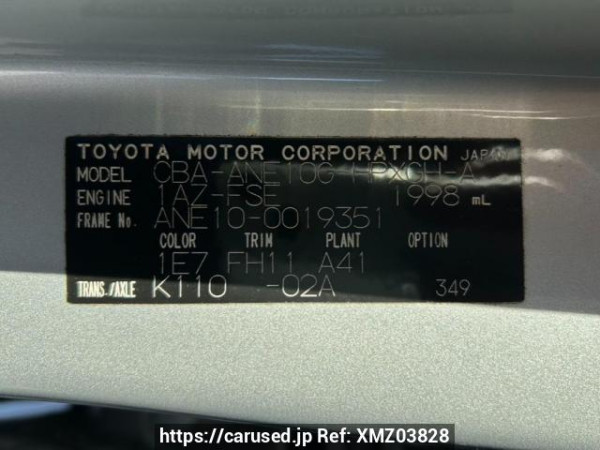 TOYOTA MOTOR CORPORATION JAPAN
MODEL CBA-ANE10G-HPXGH-A
ENGINE 1AZ-FSE 1998 mL
FRAME No. ANE10-0019351
COLOR TRIM PLANT OPTION
1E7 FH11 A41
TRANS./AXLE K110 -02A 349
https://carused.jp Ref: XMZ03828